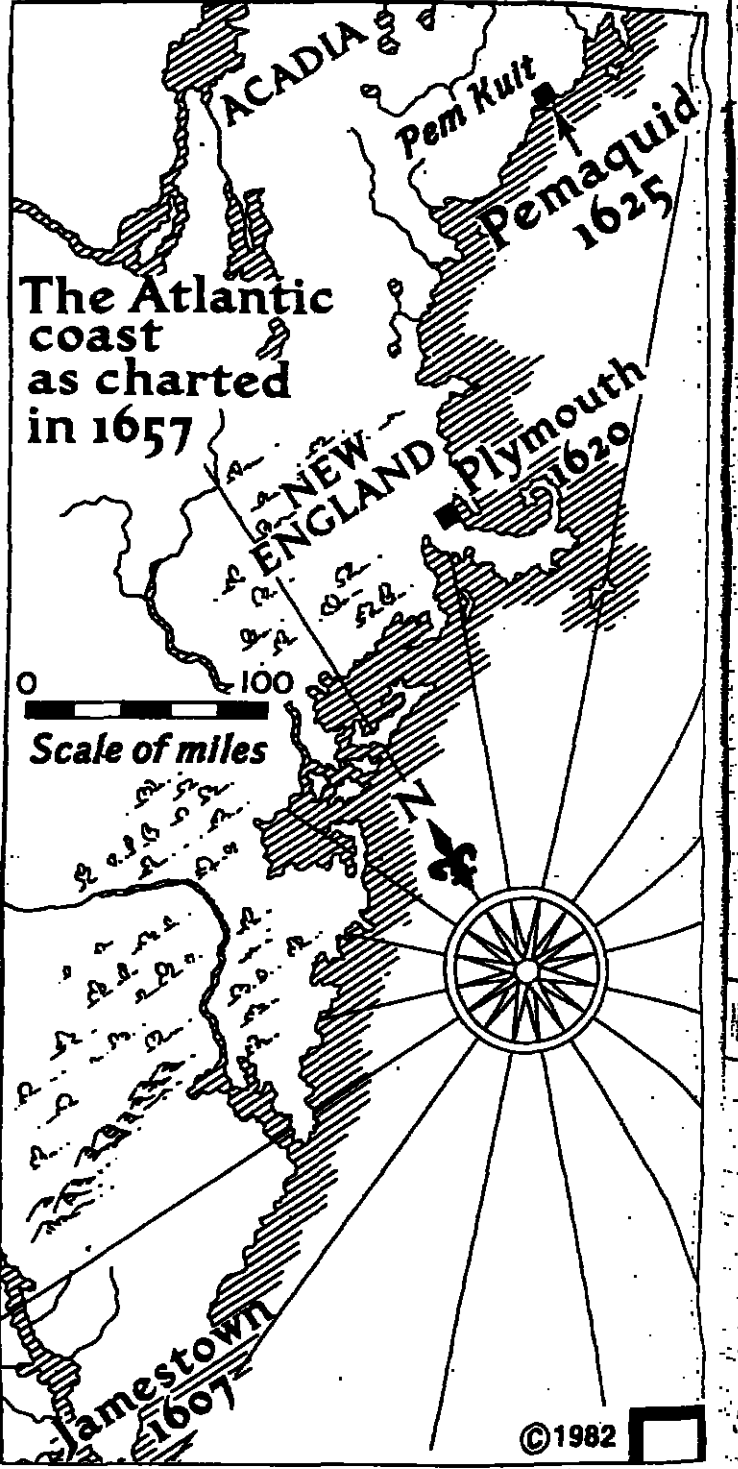 ACADIA
Pem Kuit
Pemaquid
1625
The Atlantic
coast
as charted
in 1657
Plymouth
1620
NEW
ENGLAND
0 100
Scale of miles
N
Jamestown
1607
©1982